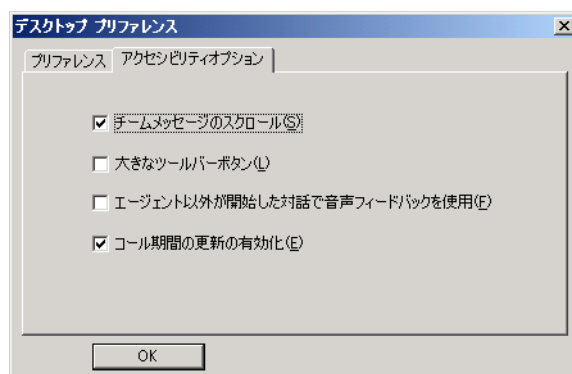 デスクトップ プリファレンス
プリファレンス アクセシビリティオプション
チームメッセージのスクロール(S)
大きなツールバーボタン(L)
エージェント以外が開始した対話で音声フィードバックを使用(F)
コール期間の更新の有効化(E)
OK